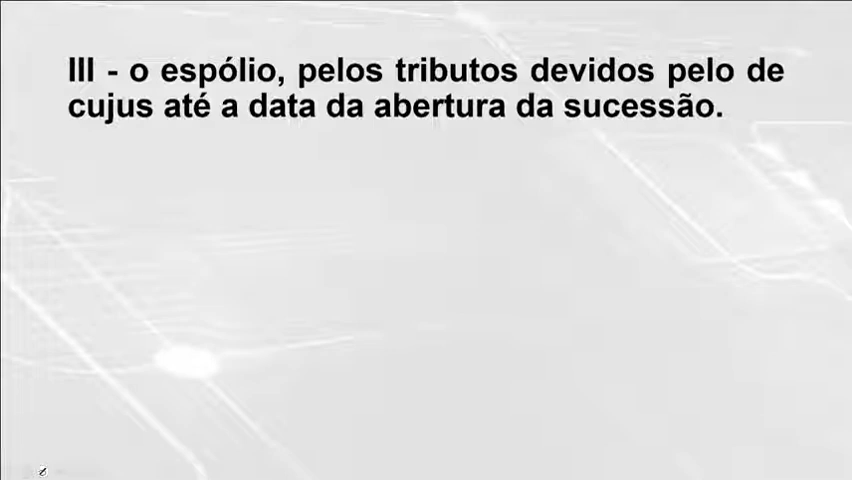 III - o espólio, pelos tributos devidos pelo de
cujus até a data da abertura da sucessão.